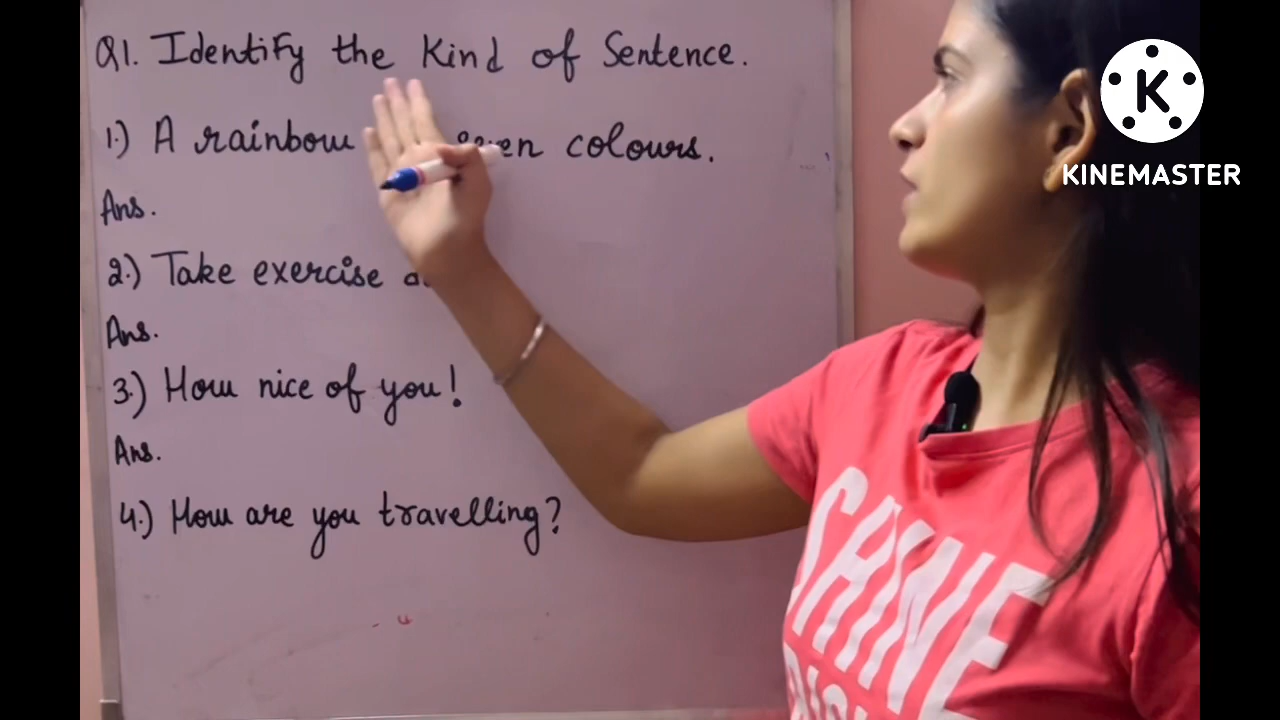 Q1. Identify the Kind of Sentence.
1.) A rainbow seven colours.
Ans.
2.) Take exercise
Ans.
3.) How nice of you!
Ans.
4.) How are you travelling?
K
KINEMASTER
SHINE